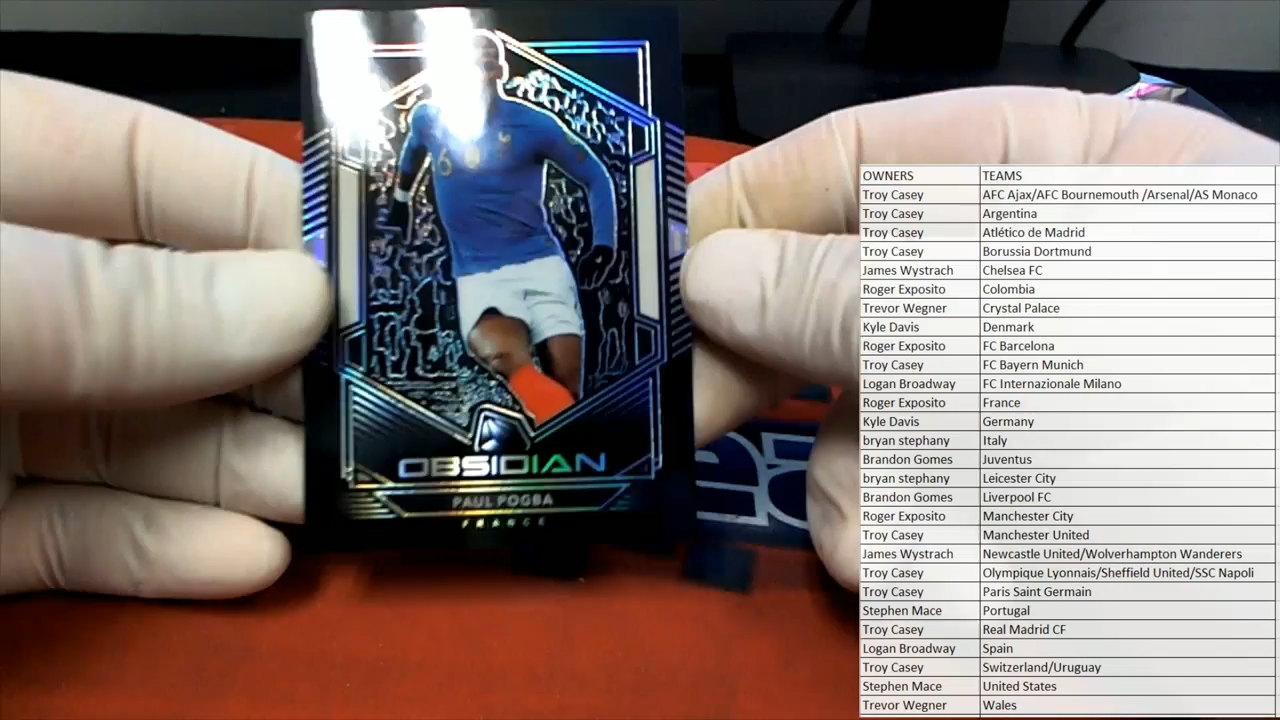 6
OBSIDIAN
PAUL POGBA
FRANCE
OWNERS TEAMS
Troy Casey AFC Ajax/AFC Bournemouth /Arsenal/AS Monaco
Troy Casey Argentina
Troy Casey Atlético de Madrid
Troy Casey Borussia Dortmund
James Wystrach Chelsea FC
Roger Exposito Colombia
Trevor Wegner Crystal Palace
Kyle Davis Denmark
Roger Exposito FC Barcelona
Troy Casey FC Bayern Munich
Logan Broadway FC Internazionale Milano
Roger Exposito France
Kyle Davis Germany
bryan stephany Italy
Brandon Gomes Juventus
bryan stephany Leicester City
Brandon Gomes Liverpool FC
Roger Exposito Manchester City
Troy Casey Manchester United
James Wystrach Newcastle United/Wolverhampton Wanderers
Troy Casey Olympique Lyonnais/Sheffield United/SSC Napoli
Troy Casey Paris Saint Germain
Stephen Mace Portugal
Troy Casey Real Madrid CF
Logan Broadway Spain
Troy Casey Switzerland/Uruguay
Stephen Mace United States
Trevor Wegner Wales